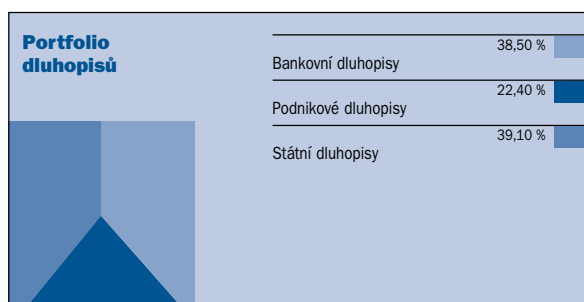 Portfolio
dluhopisů
38,50 %
Bankovní dluhopisy
22,40 %
Podnikové dluhopisy
39,10 %
Státní dluhopisy